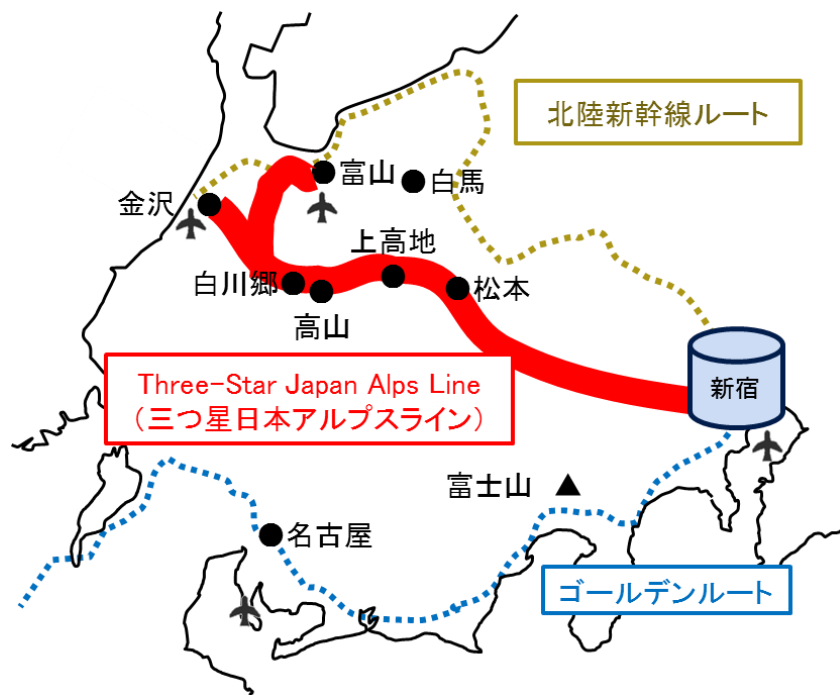 北陸新幹線ルート
富山
白馬
金沢
上高地
白川郷
松本
高山
Three-Star Japan Alps Line
（三つ星日本アルプスライン）
新宿
富士山
名古屋
ゴールデンルート